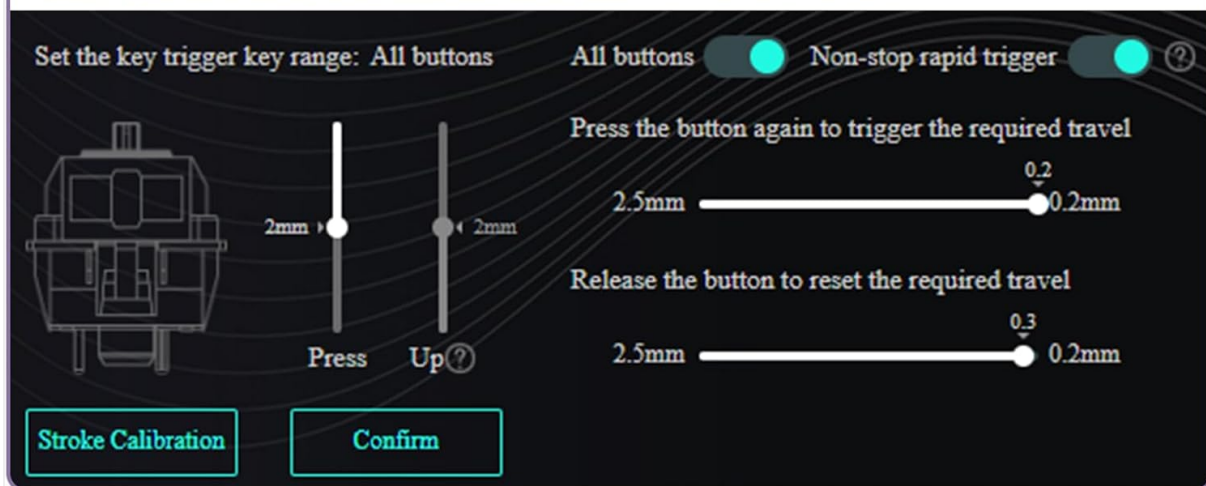 Set the key trigger key range: All buttons
All buttons
Non-stop rapid trigger ?
Press the button again to trigger the required travel
0.2
2.5mm
0.2mm
2mm
2mm
Release the button to reset the required travel
0.3
2.5mm
0.2mm
Press
Up ?
Stroke Calibration
Confirm